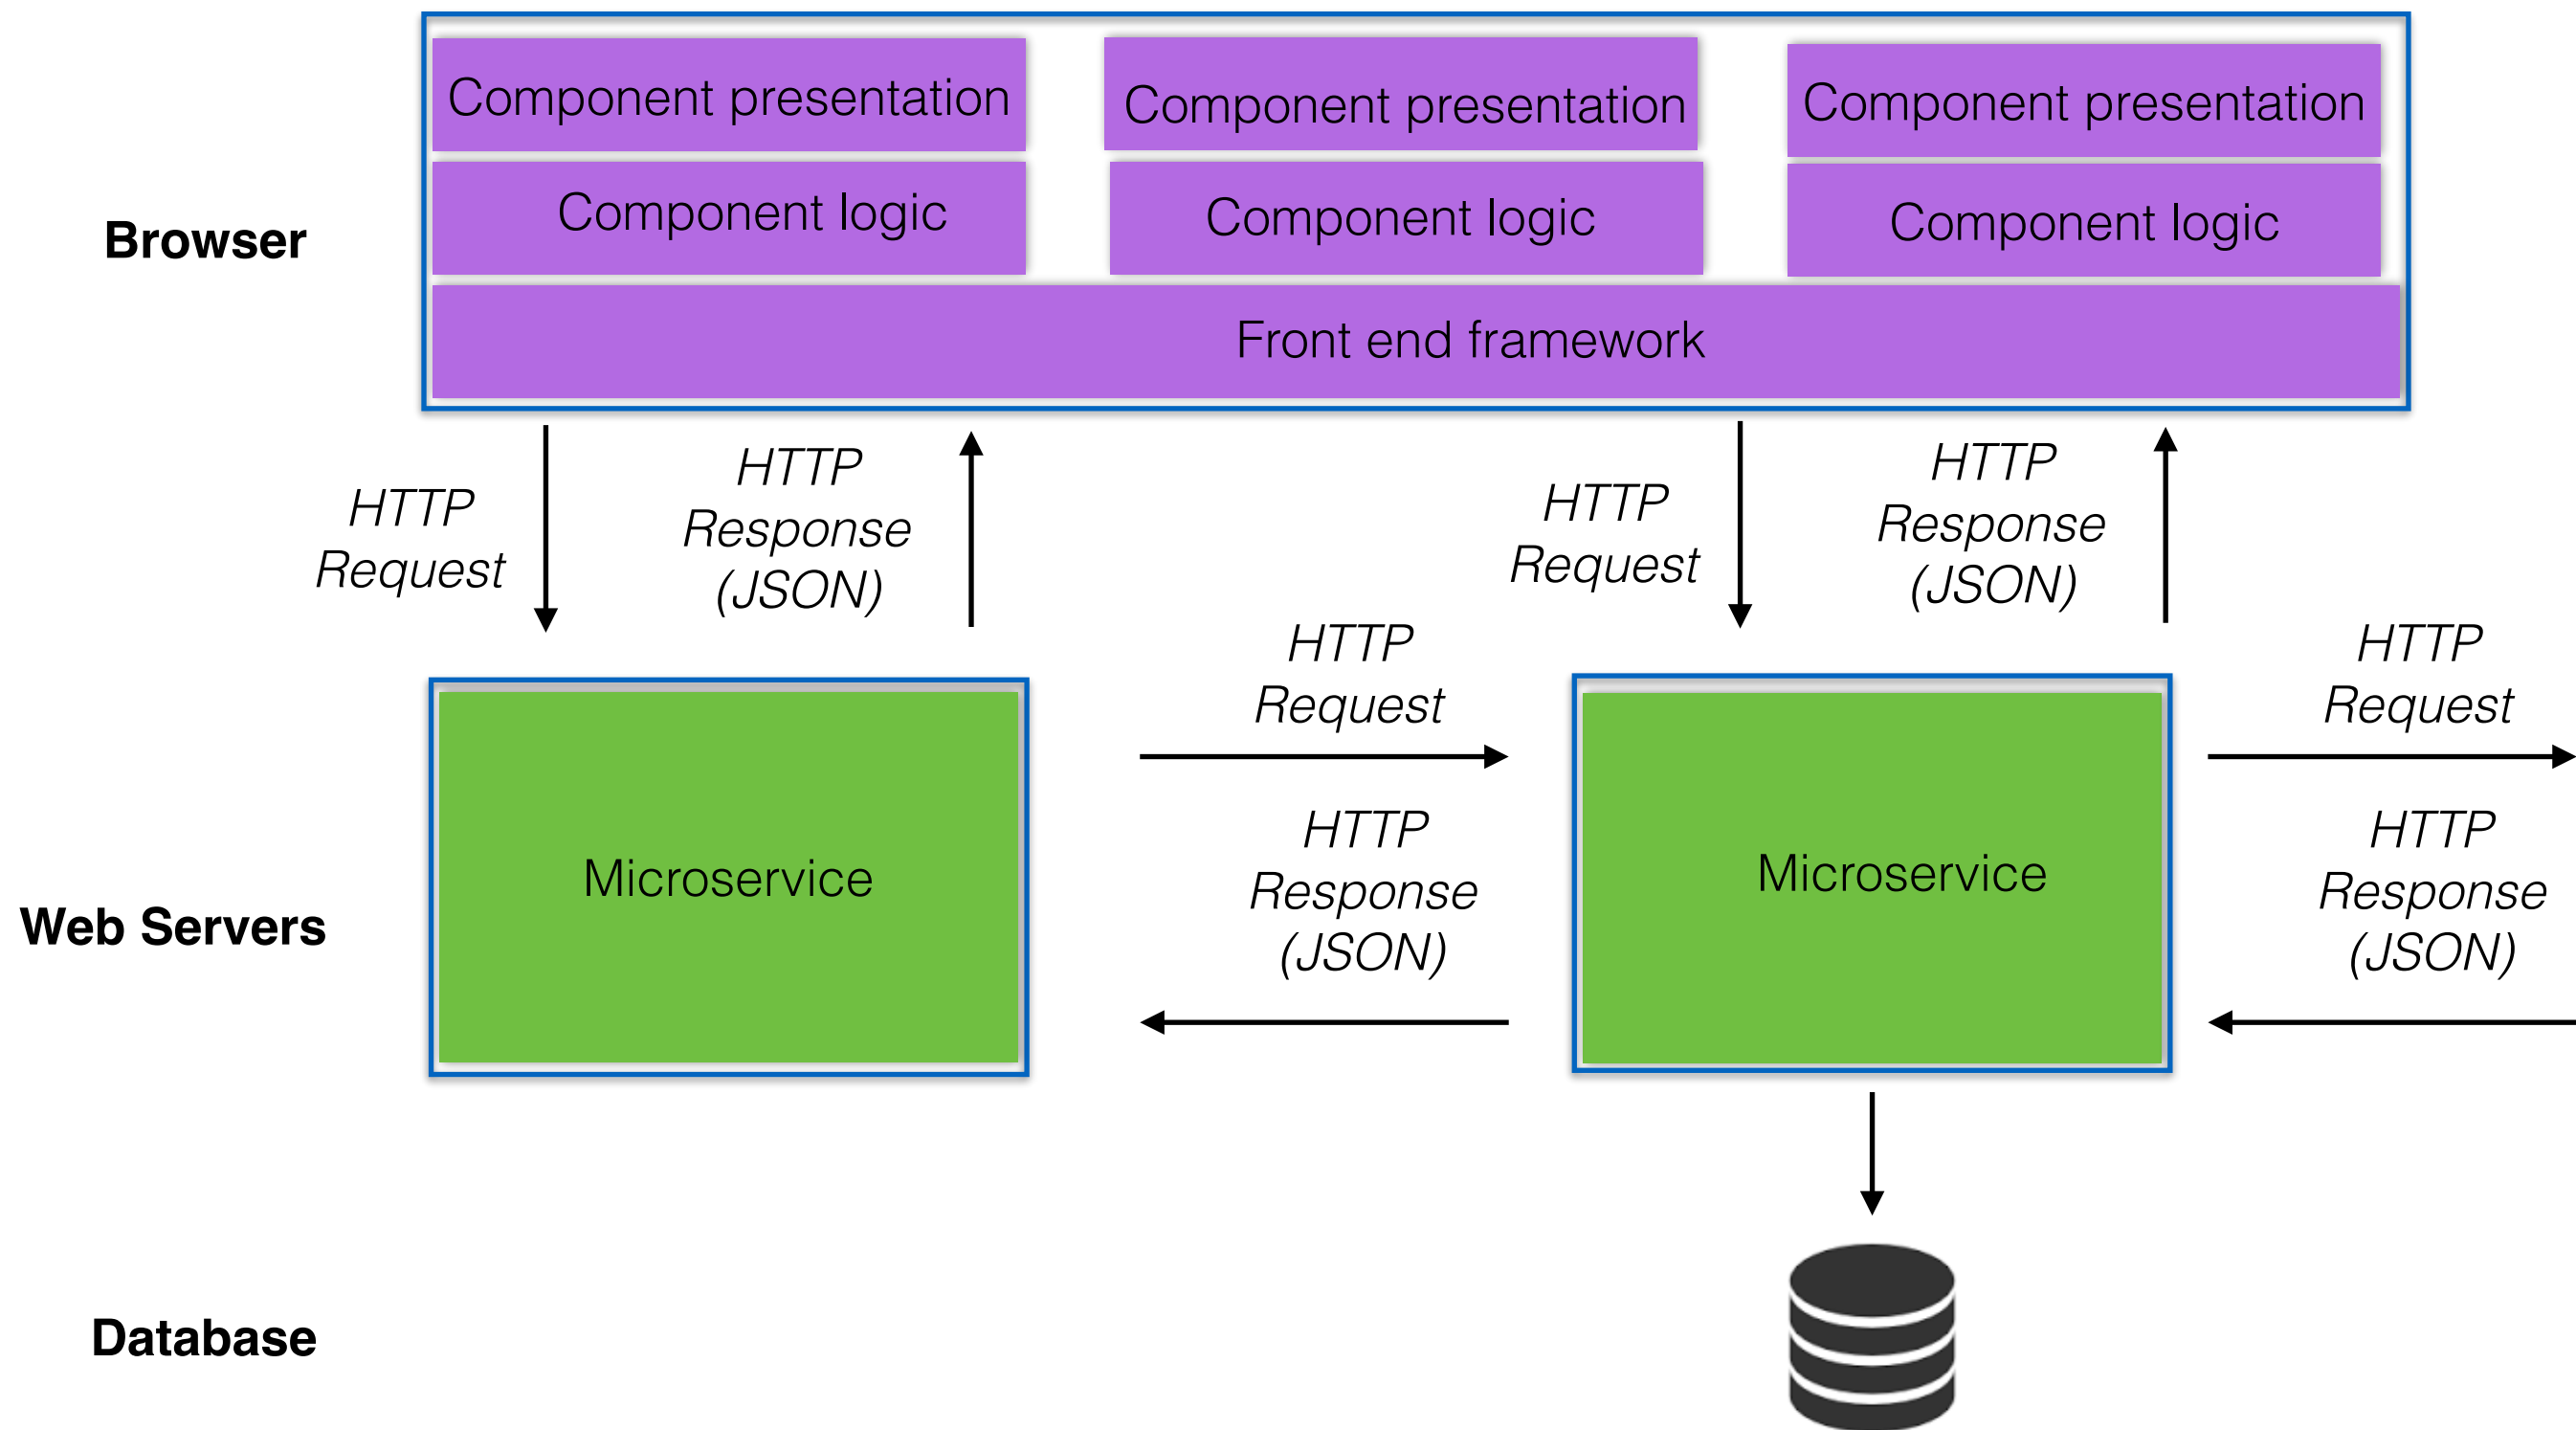 Component presentation
Component presentation
Component presentation
Component logic
Component logic
Component logic
Browser
Front end framework
HTTP
Request
HTTP
Response
(JSON)
HTTP
Request
HTTP
Response
(JSON)
HTTP
Request
HTTP
Request
Microservice
HTTP
Response
(JSON)
Microservice
HTTP
Response
(JSON)
Web Servers
Database